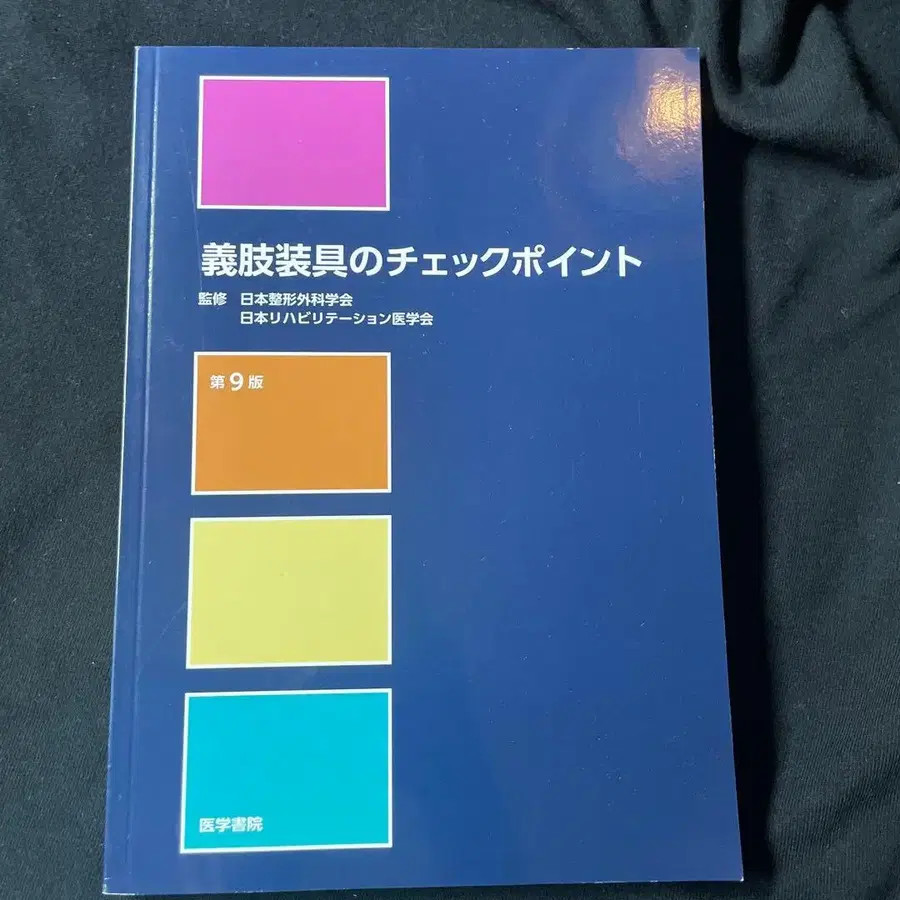 義肢装具のチェックポイント
監修 日本整形外科学会
日本リハビリテーション医学会
第9版
医学書院